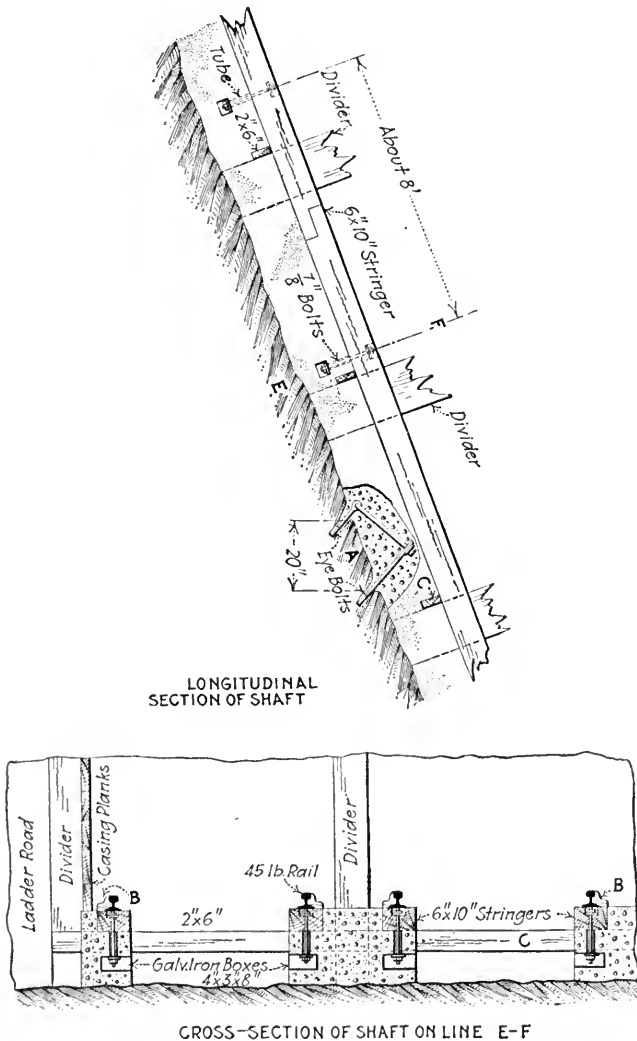 Tube
2"x6"
Divider
About 8'
6"x10" Stringer
7/8" Bolts
F
E
Divider
A
20"
Eye Bolts
C
LONGITUDINAL
SECTION OF SHAFT
Ladder Road
Divider
Casing Planks
B
2"x6"
45 lb. Rail
Divider
B
6"x10" Stringers
C
Galv. Iron Boxes
4"x3"x8"
CROSS-SECTION OF SHAFT ON LINE E-F